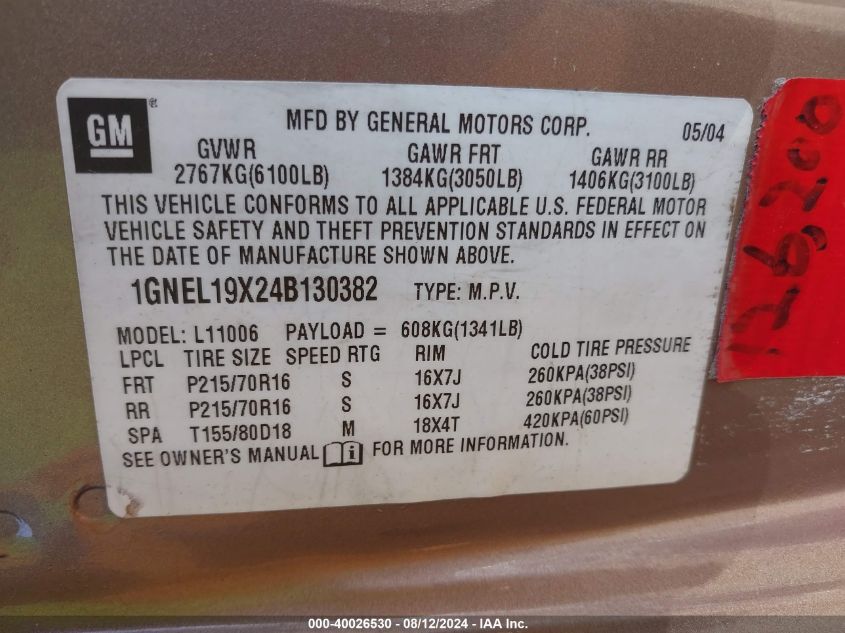 GM®
MFD BY GENERAL MOTORS CORP. 05/04
GVWR GAWR FRT GAWR RR
2767KG(6100LB) 1384KG(3050LB) 1406KG(3100LB)
THIS VEHICLE CONFORMS TO ALL APPLICABLE U.S. FEDERAL MOTOR
VEHICLE SAFETY AND THEFT PREVENTION STANDARDS IN EFFECT ON
THE DATE OF MANUFACTURE SHOWN ABOVE.
1GNEL19X24B130382 TYPE: M.P.V.
MODEL: L11006 PAYLOAD = 608KG(1341LB)
LPCL TIRE SIZE SPEED RTG RIM COLD TIRE PRESSURE
FRT P215/70R16 S 16X7J 260KPA(38PSI)
RR P215/70R16 S 16X7J 260KPA(38PSI)
SPA T155/80D18 M 18X4T 420KPA(60PSI)
SEE OWNER'S MANUAL FOR MORE INFORMATION.
126,200
000-40026530 - 08/12/2024 - IAA Inc.